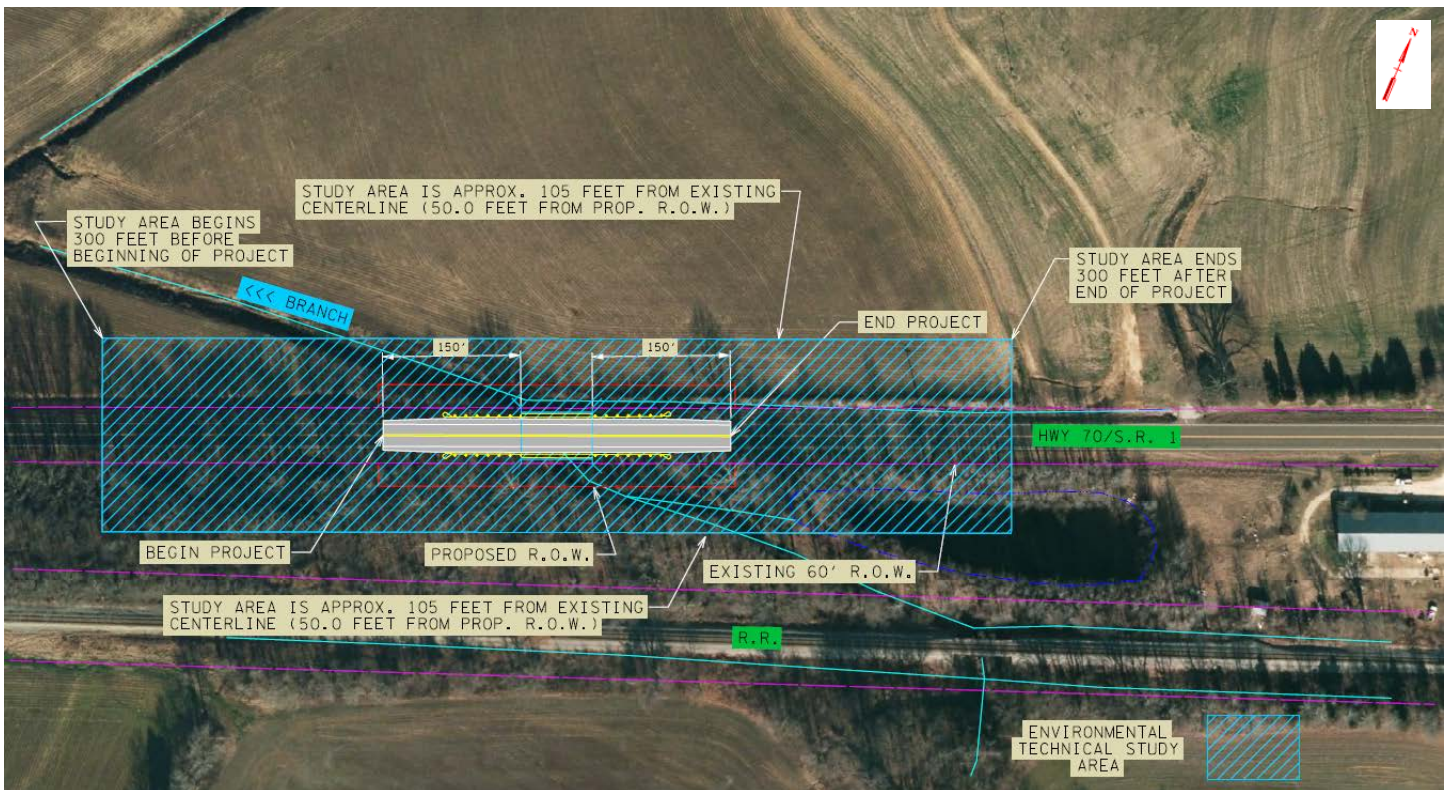 N
STUDY AREA IS APPROX. 105 FEET FROM EXISTING
CENTERLINE (50.0 FEET FROM PROP. R.O.W.)
STUDY AREA BEGINS
300 FEET BEFORE
BEGINNING OF PROJECT
STUDY AREA ENDS
300 FEET AFTER
END OF PROJECT
<<< BRANCH
END PROJECT
150'
150'
HWY 70/S.R. 1
BEGIN PROJECT
PROPOSED R.O.W.
EXISTING 60' R.O.W.
STUDY AREA IS APPROX. 105 FEET FROM EXISTING
CENTERLINE (50.0 FEET FROM PROP. R.O.W.)
R.R.
ENVIRONMENTAL
TECHNICAL STUDY
AREA